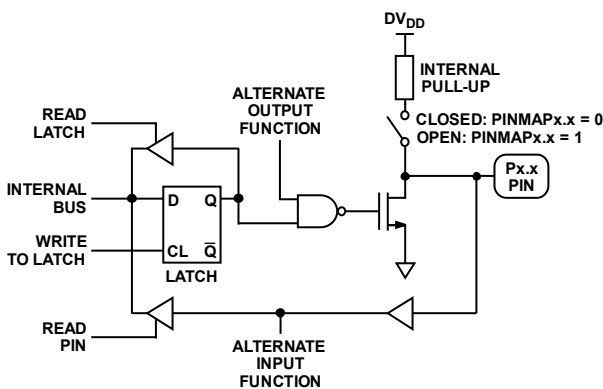 DVDD
INTERNAL
PULL-UP
ALTERNATE
OUTPUT
FUNCTION
READ
LATCH
CLOSED: PINMAPx.x = 0
OPEN: PINMAPx.x = 1
Px.x
PIN
INTERNAL
BUS
D Q
WRITE
TO LATCH
CL Q̅
LATCH
READ
PIN
ALTERNATE
INPUT
FUNCTION